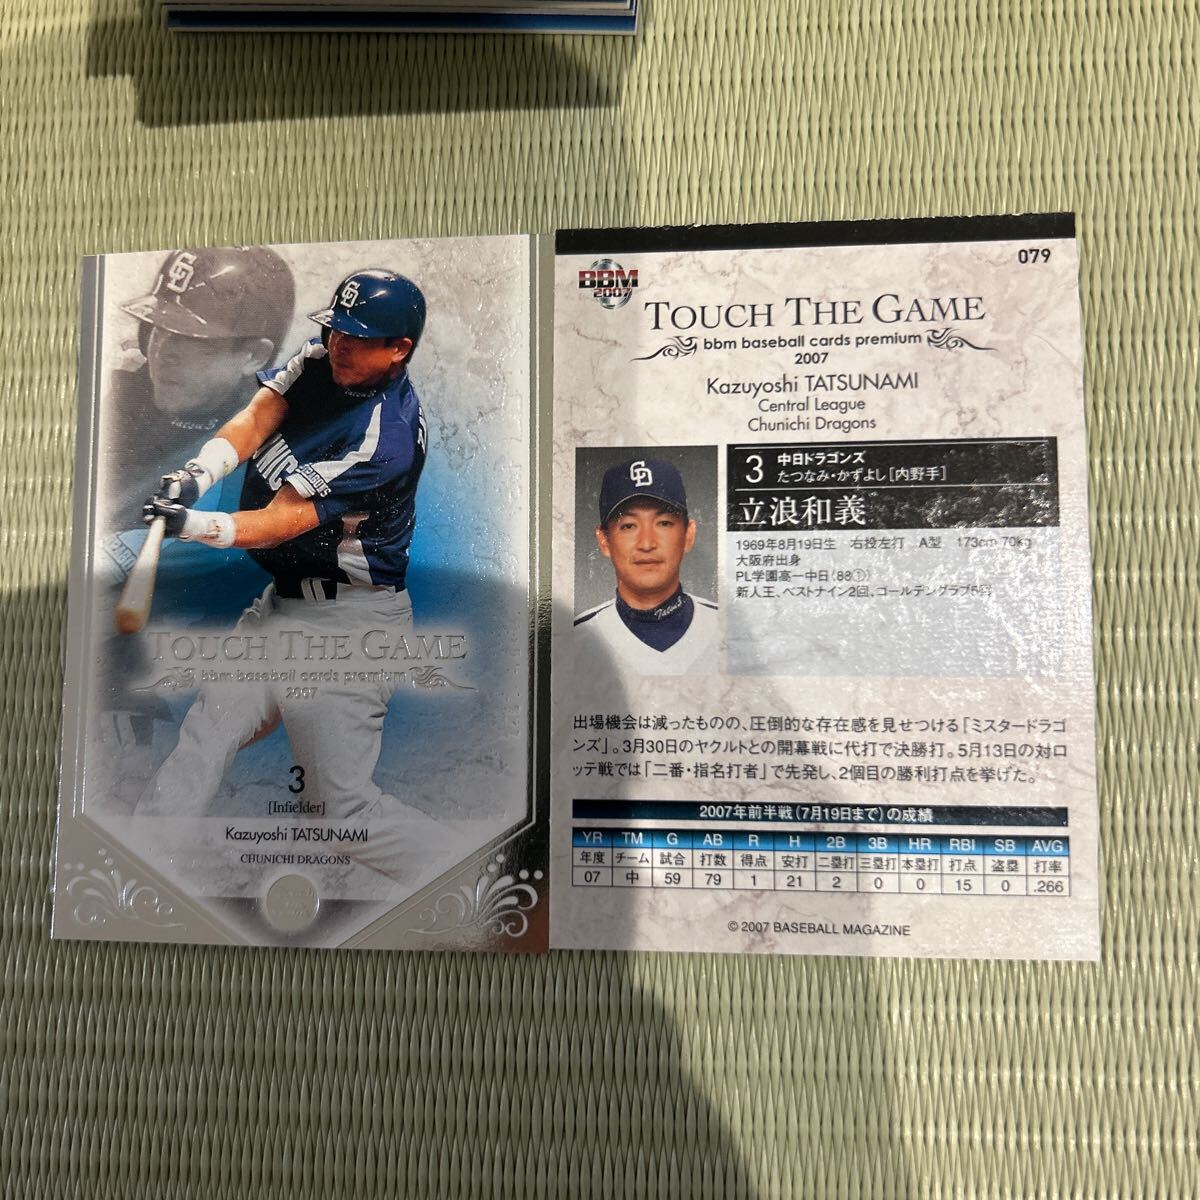 TOUCH THE GAME
bbm baseball cards premium
2007
3
[Infielder]
Kazuyoshi TATSUNAMI
CHUNICHI DRAGONS
079
BBM
2007
TOUCH THE GAME
bbm baseball cards premium
2007
Kazuyoshi TATSUNAMI
Central League
Chunichi Dragons
3 中日ドラゴンズ
たつなみ・かずよし[内野手]
立浪和義
1969年8月19日生 右投左打 A型 173cm 70kg
大阪府出身
PL学園高ー中日(88①)
新人王、ベストナイン2回、ゴールデングラブ5回
出場機会は減ったものの、圧倒的な存在感を見せつける「ミスタードラゴ
ンズ」。3月30日のヤクルトとの開幕戦に代打で決勝打。5月13日の対ロ
ッテ戦では「二番・指名打者」で先発し、2個目の勝利打点を挙げた。
2007年前半戦(7月19日まで)の成績
YR TM G AB R H 2B 3B HR RBI SB AVG
年度 チーム 試合 打数 得点 安打 二塁打 三塁打 本塁打 打点 盗塁 打率
07 中 59 79 1 21 2 0 0 15 0 .266
© 2007 BASEBALL MAGAZINE